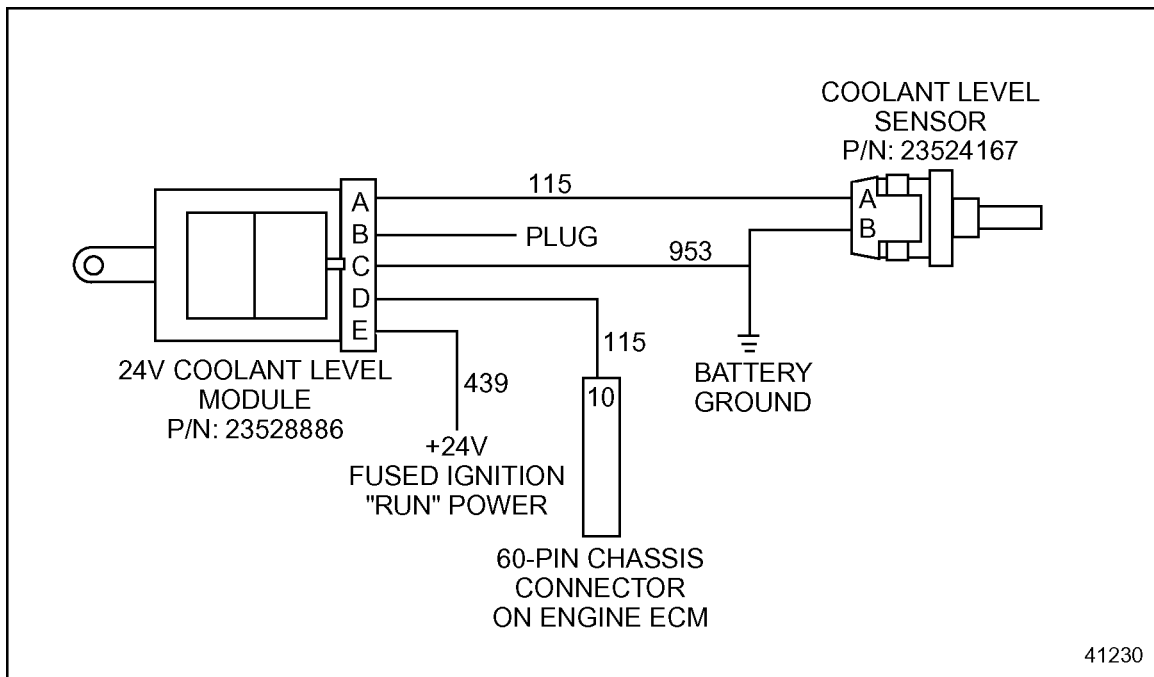 COOLANT LEVEL
SENSOR
P/N: 23524167
115
A
B
C
D
E
PLUG
953
A
B
115
439
10
24V COOLANT LEVEL
MODULE
P/N: 23528886
BATTERY
GROUND
+24V
FUSED IGNITION
"RUN" POWER
60-PIN CHASSIS
CONNECTOR
ON ENGINE ECM
41230